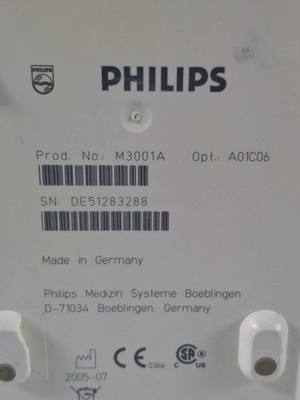 PHILIPS
Prod. No.: M3001A Opt.: A01C06
SN: DE51283288
Made in Germany
Philips Medizin Systeme Boeblingen
D-71034 Boeblingen, Germany
CE 0366
SA C US
2005-07